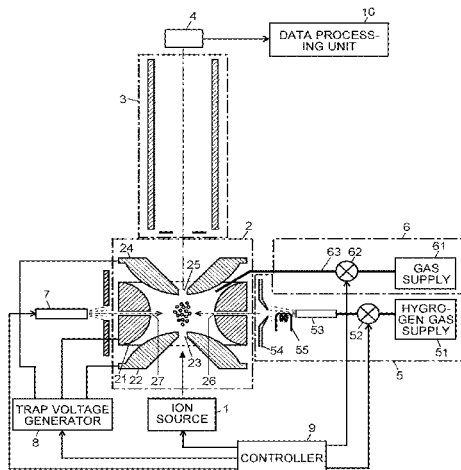 4
10
DATA PROCESS-
ING UNIT
3
2
6
24
25
63
62
61
GAS
SUPPLY
7
53
52
HYGRO-
GEN GAS
SUPPLY
51
54
55
5
21
22
27
23
26
TRAP VOLTAGE
GENERATOR
8
ION
SOURCE
1
9
CONTROLLER